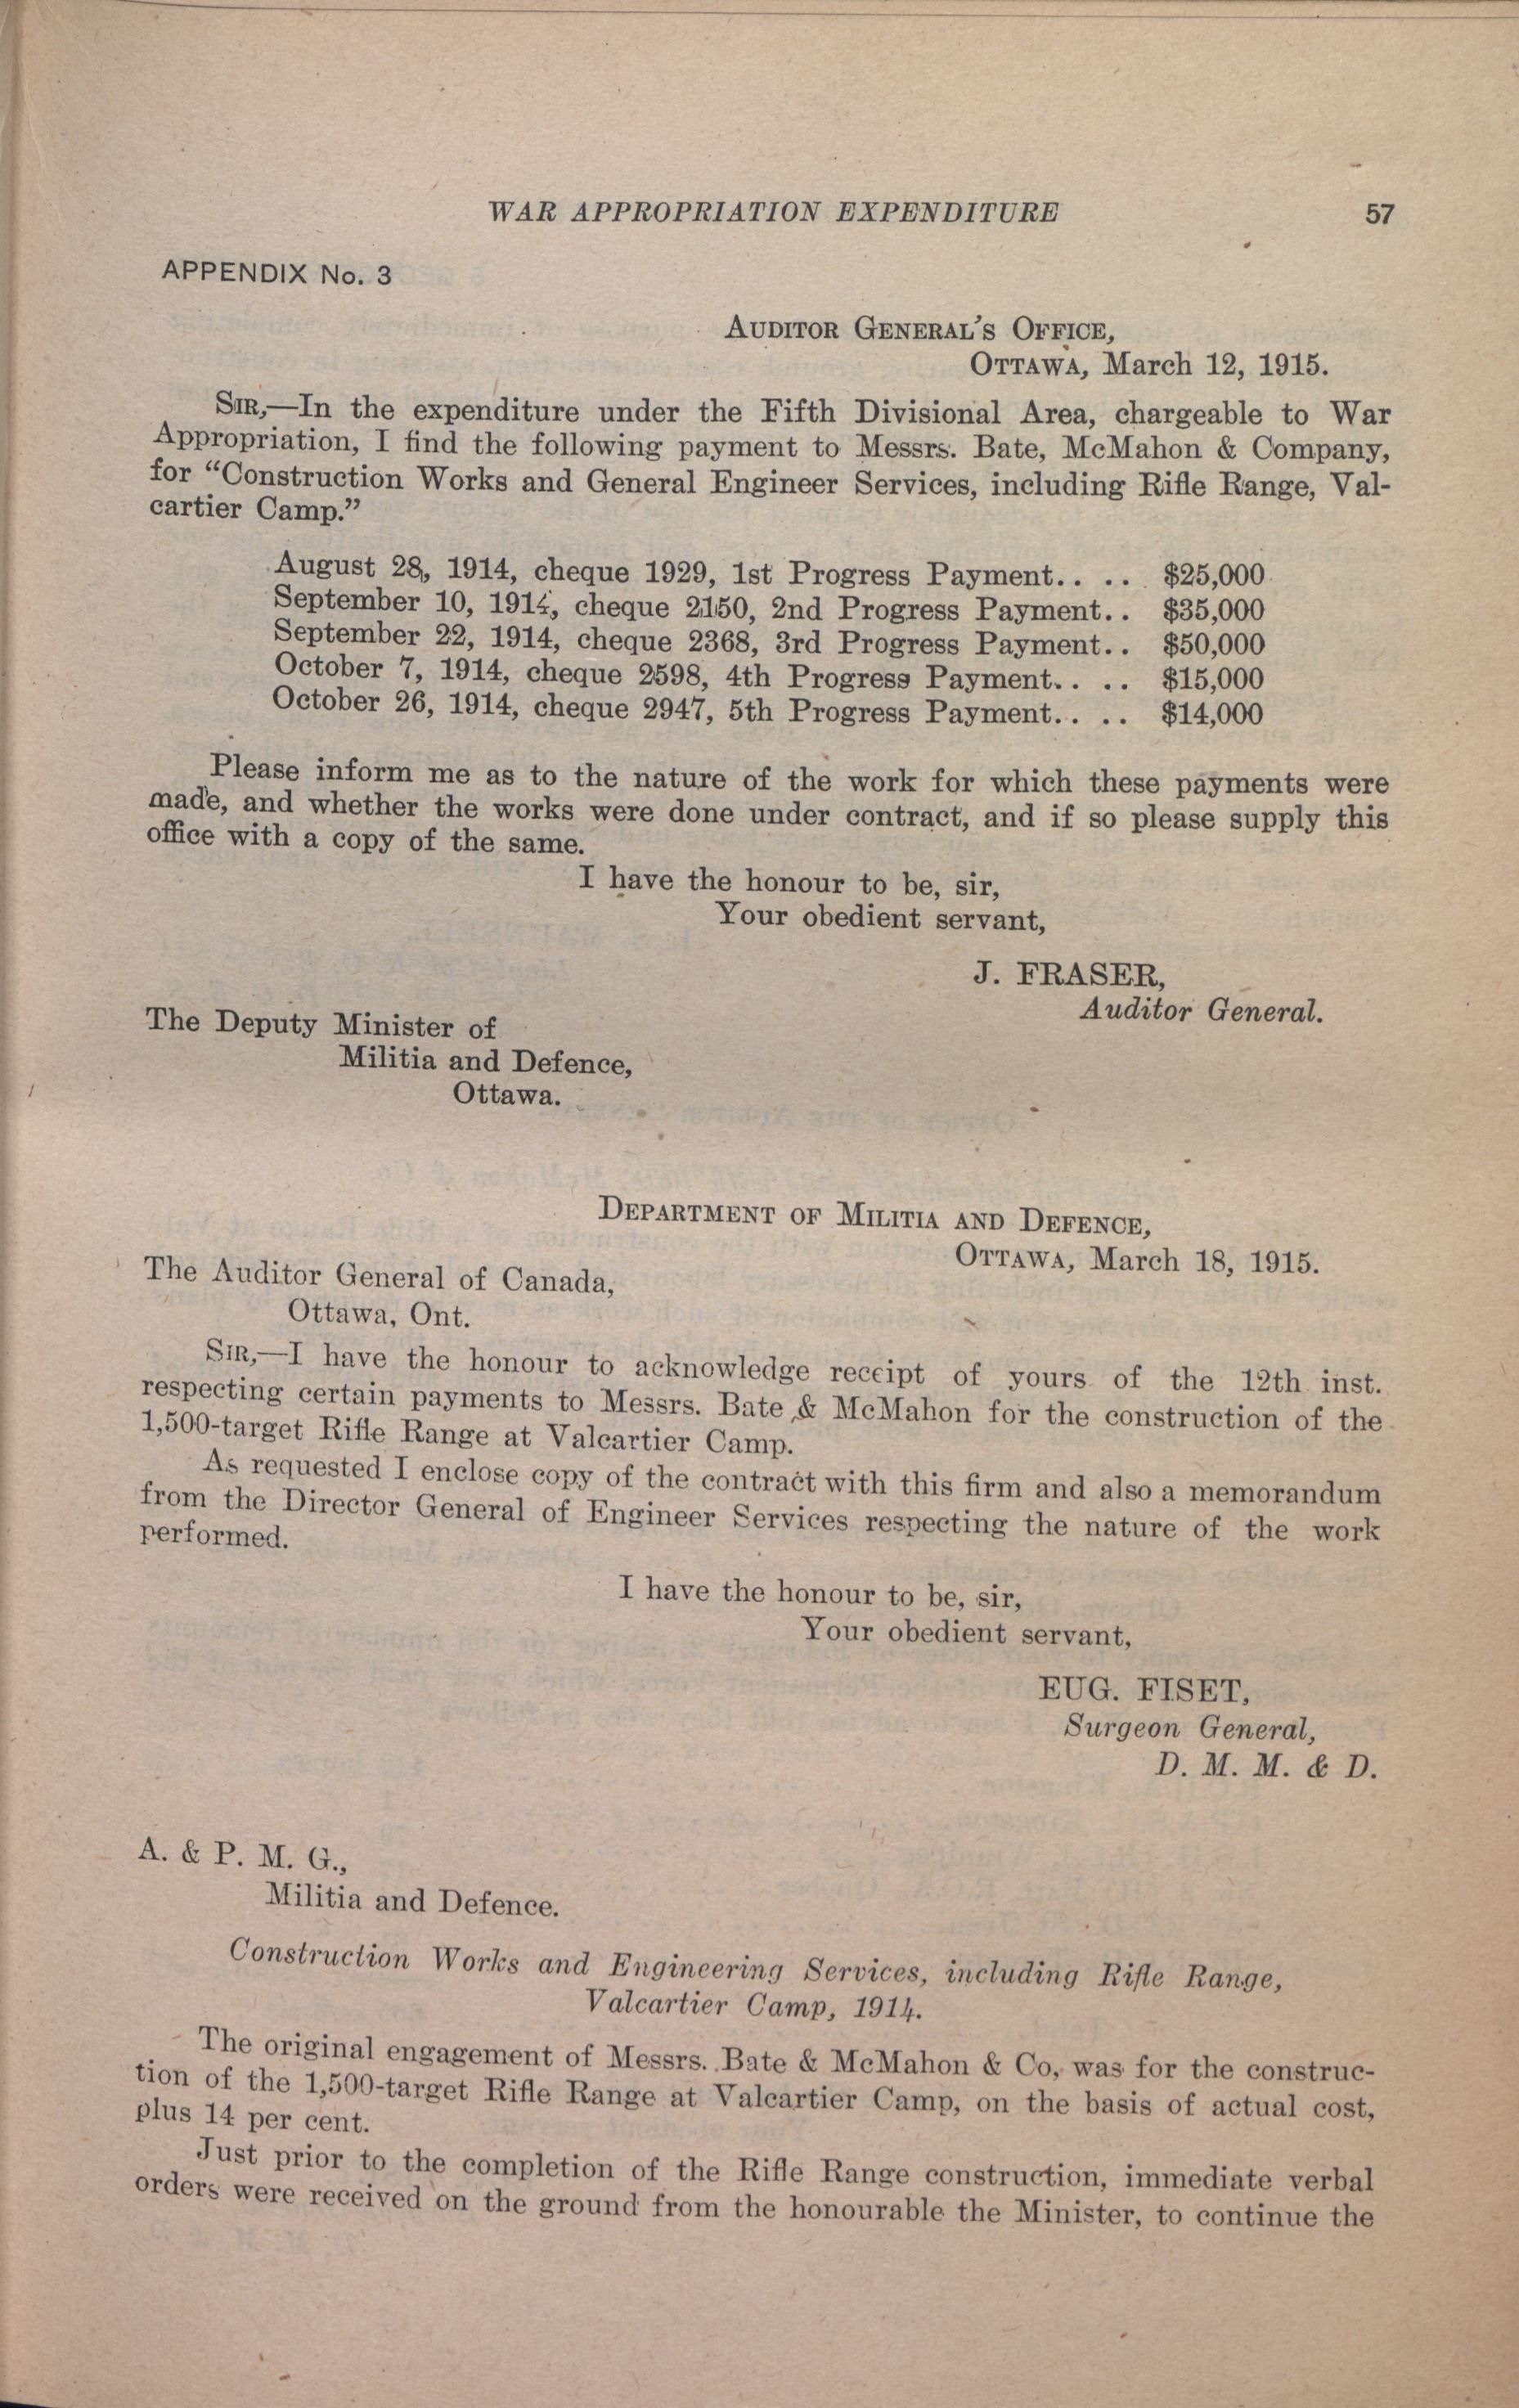 WAR APPROPRIATION EXPENDITURE 57
APPENDIX No. 3
AUDITOR GENERAL'S OFFICE,
OTTAWA, March 12, 1915.
SIR,—In the expenditure under the Fifth Divisional Area, chargeable to War
Appropriation, I find the following payment to Messrs. Bate, McMahon & Company,
for “Construction Works and General Engineer Services, including Rifle Range, Val-
cartier Camp.”
August 28, 1914, cheque 1929, 1st Progress Payment.. .. $25,000
September 10, 1914, cheque 2150, 2nd Progress Payment.. $35,000
September 22, 1914, cheque 2368, 3rd Progress Payment.. $50,000
October 7, 1914, cheque 2598, 4th Progress Payment.. .. $15,000
October 26, 1914, cheque 2947, 5th Progress Payment.. .. $14,000
Please inform me as to the nature of the work for which these payments were
made, and whether the works were done under contract, and if so please supply this
office with a copy of the same.
I have the honour to be, sir,
Your obedient servant,
J. FRASER,
Auditor General.
The Deputy Minister of
Militia and Defence,
Ottawa.
DEPARTMENT OF MILITIA AND DEFENCE,
OTTAWA, March 18, 1915.
The Auditor General of Canada,
Ottawa, Ont.
SIR,—I have the honour to acknowledge receipt of yours of the 12th inst.
respecting certain payments to Messrs. Bate & McMahon for the construction of the
1,500-target Rifle Range at Valcartier Camp.
As requested I enclose copy of the contract with this firm and also a memorandum
from the Director General of Engineer Services respecting the nature of the work
performed.
I have the honour to be, sir,
Your obedient servant,
EUG. FISET,
Surgeon General,
D. M. M. & D.
A. & P. M. G.,
Militia and Defence.
Construction Works and Engineering Services, including Rifle Range,
Valcartier Camp, 1914.
The original engagement of Messrs. Bate & McMahon & Co, was for the construc-
tion of the 1,500-target Rifle Range at Valcartier Camp, on the basis of actual cost,
plus 14 per cent.
Just prior to the completion of the Rifle Range construction, immediate verbal
orders were received on the ground from the honourable the Minister, to continue the